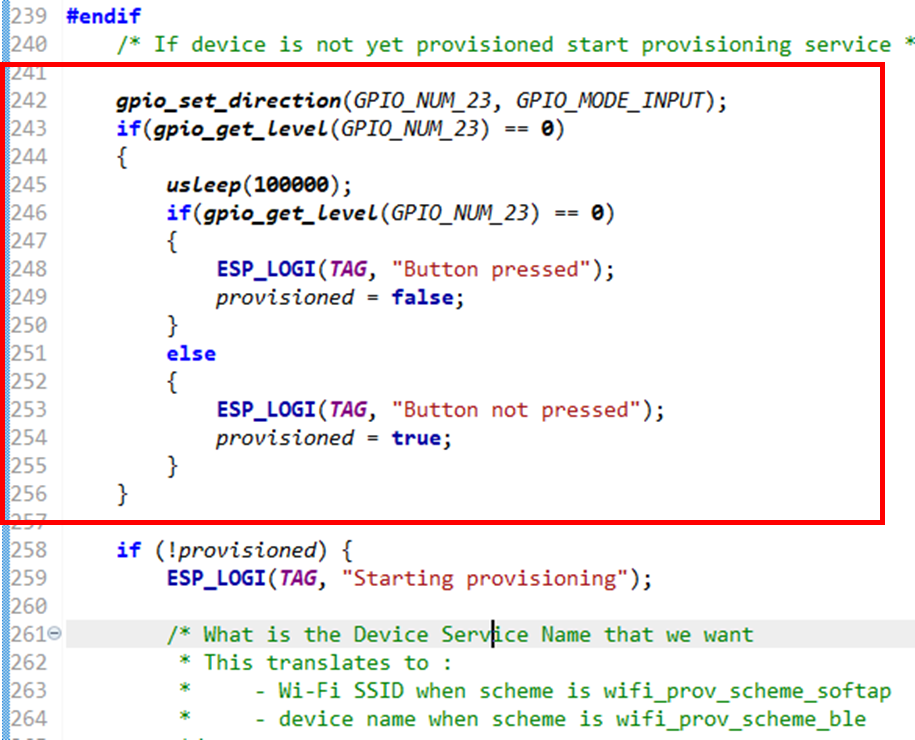 239 #endif
240     /* If device is not yet provisioned start provisioning service *
241
242     gpio_set_direction(GPIO_NUM_23, GPIO_MODE_INPUT);
243     if(gpio_get_level(GPIO_NUM_23) == 0)
244     {
245         usleep(100000);
246         if(gpio_get_level(GPIO_NUM_23) == 0)
247         {
248             ESP_LOGI(TAG, "Button pressed");
249             provisioned = false;
250         }
251         else
252         {
253             ESP_LOGI(TAG, "Button not pressed");
254             provisioned = true;
255         }
256     }
257
258     if (!provisioned) {
259         ESP_LOGI(TAG, "Starting provisioning");
260
261         /* What is the Device Service Name that we want
262          * This translates to :
263          *     - Wi-Fi SSID when scheme is wifi_prov_scheme_softap
264          *     - device name when scheme is wifi_prov_scheme_ble